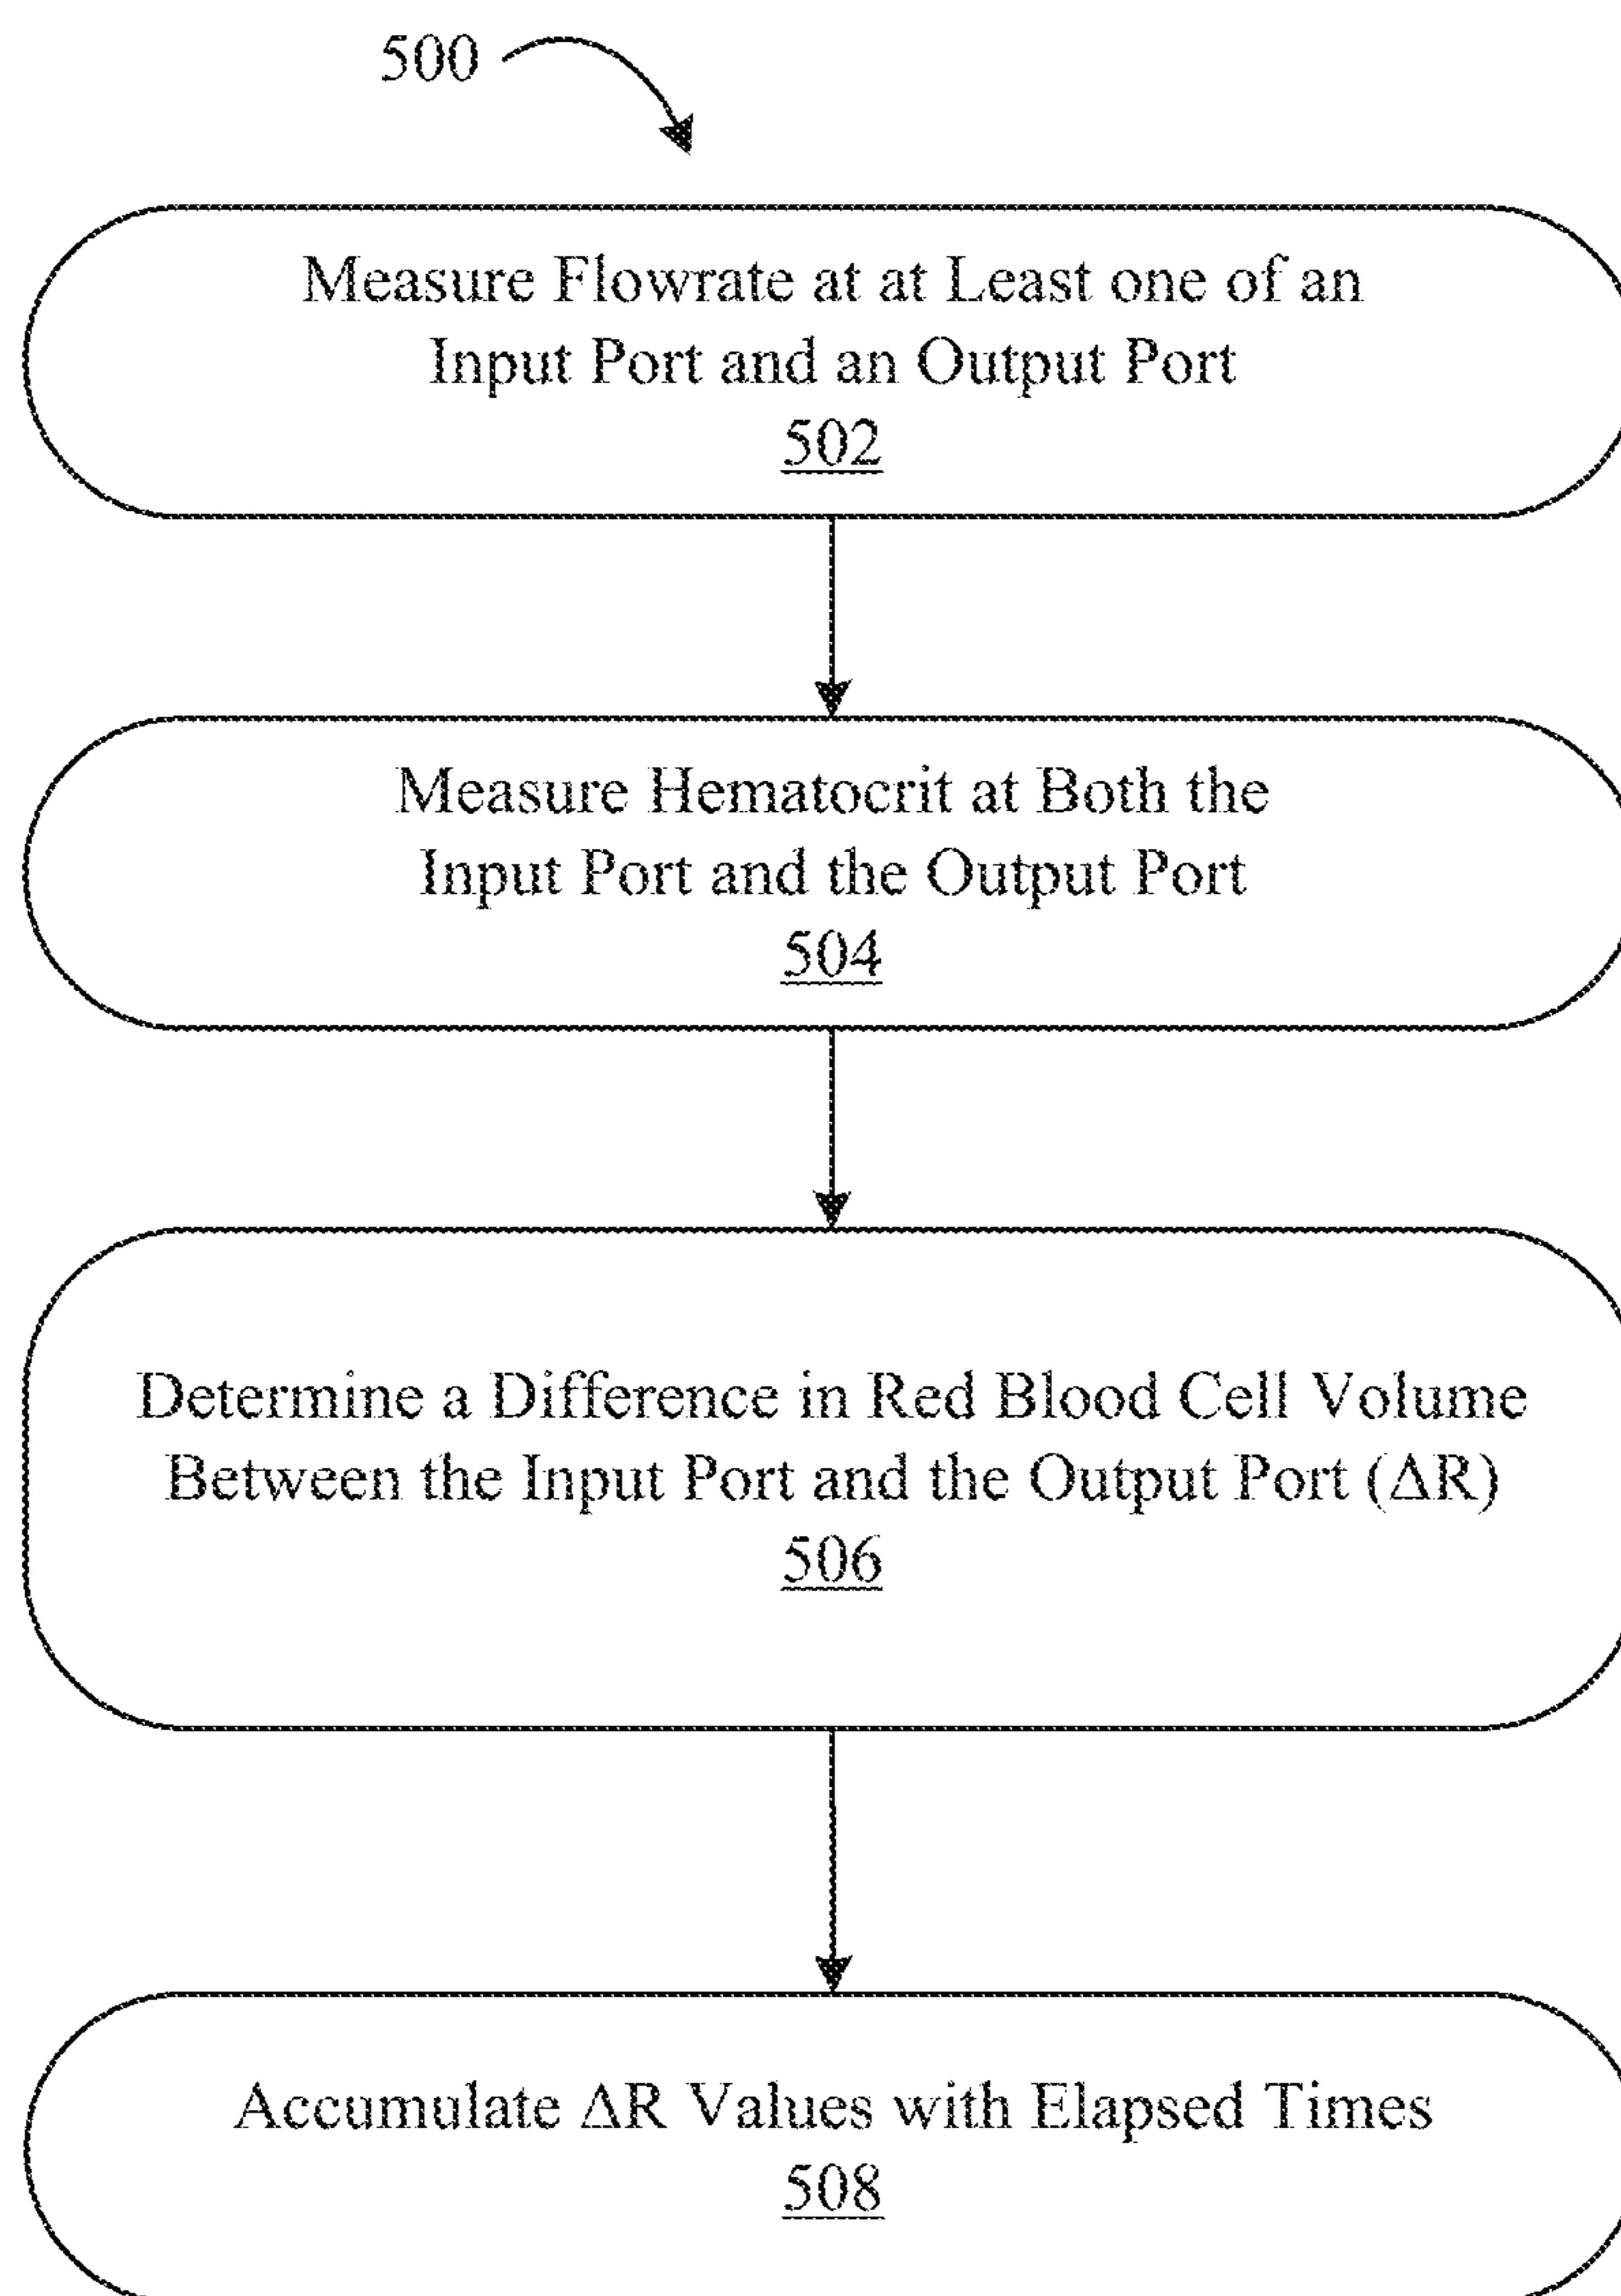 500
Measure Flowrate at at Least one of an
Input Port and an Output Port
502
Measure Hematocrit at Both the
Input Port and the Output Port
504
Determine a Difference in Red Blood Cell Volume
Between the Input Port and the Output Port (ΔR)
506
Accumulate ΔR Values with Elapsed Times
508